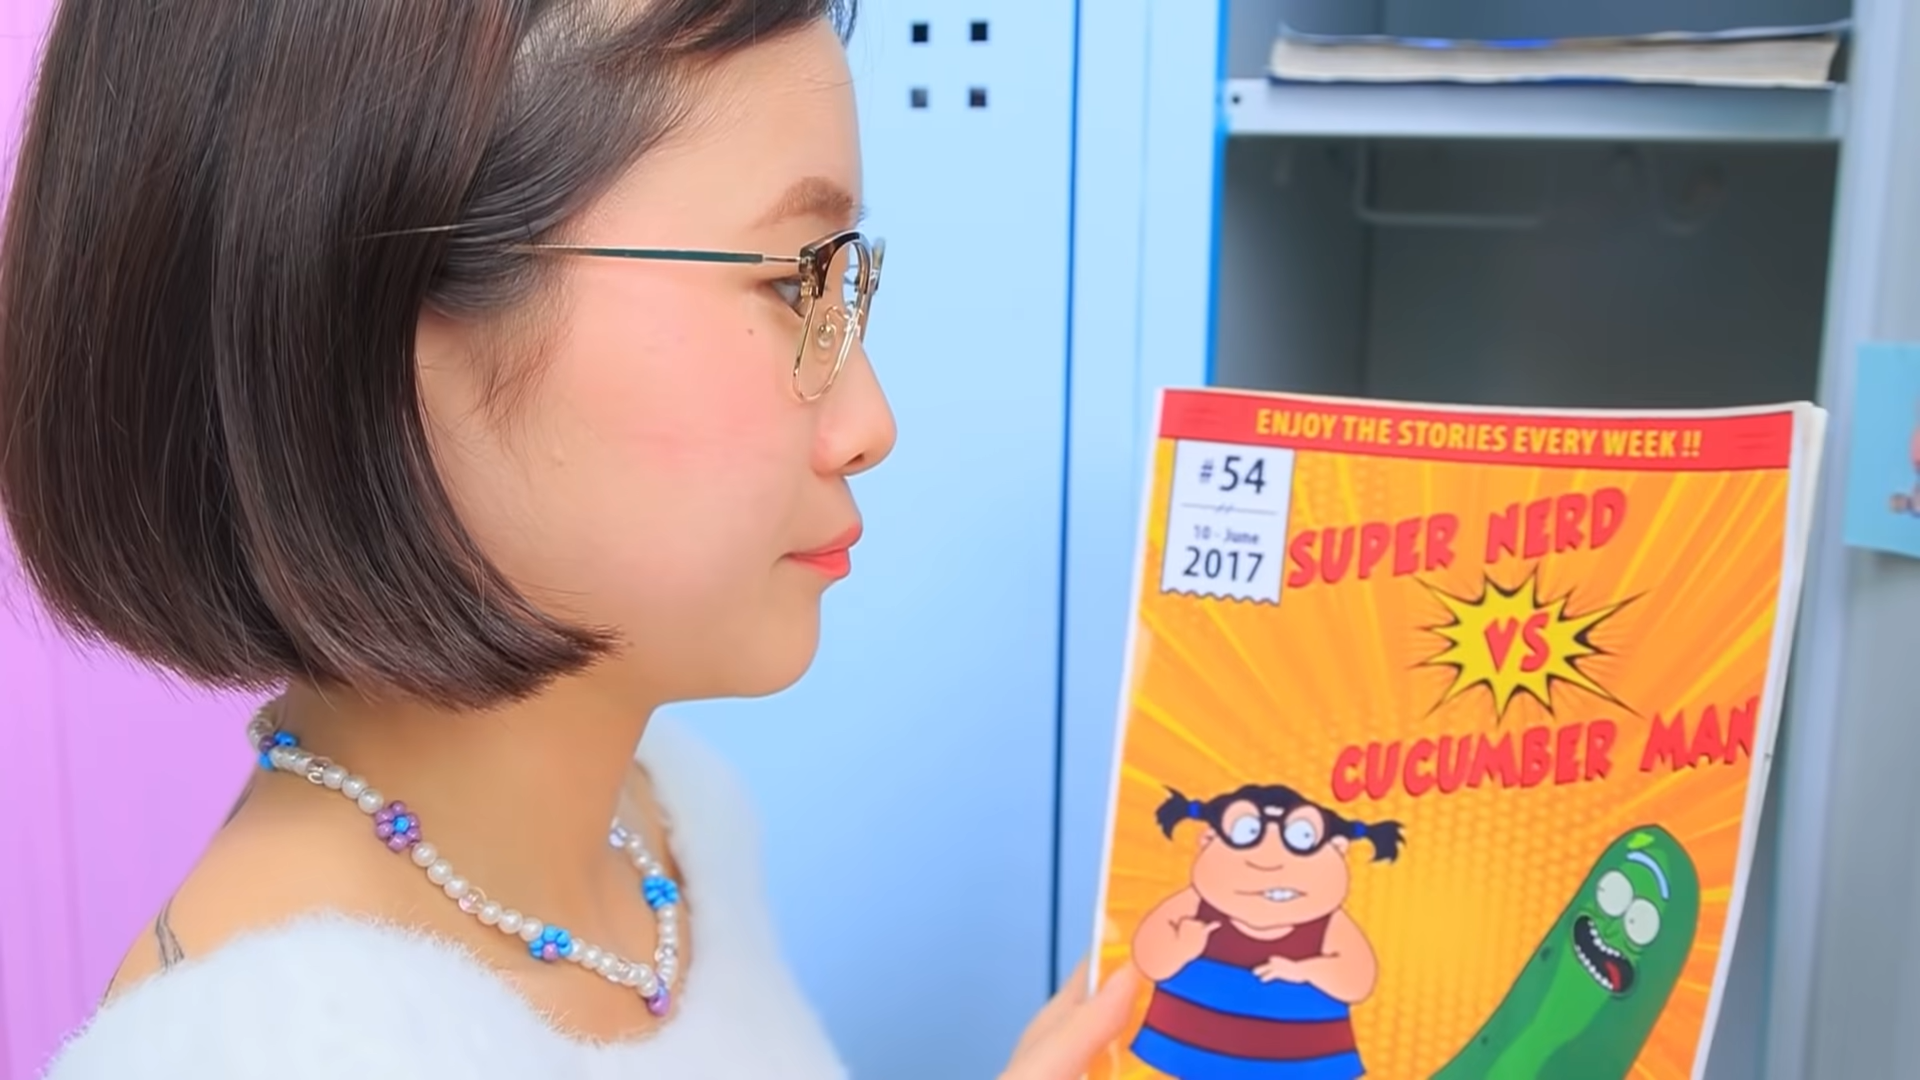 ENJOY THE STORIES EVERY WEEK !!
#54
10 - June
2017
SUPER NERD
VS
CUCUMBER MAN